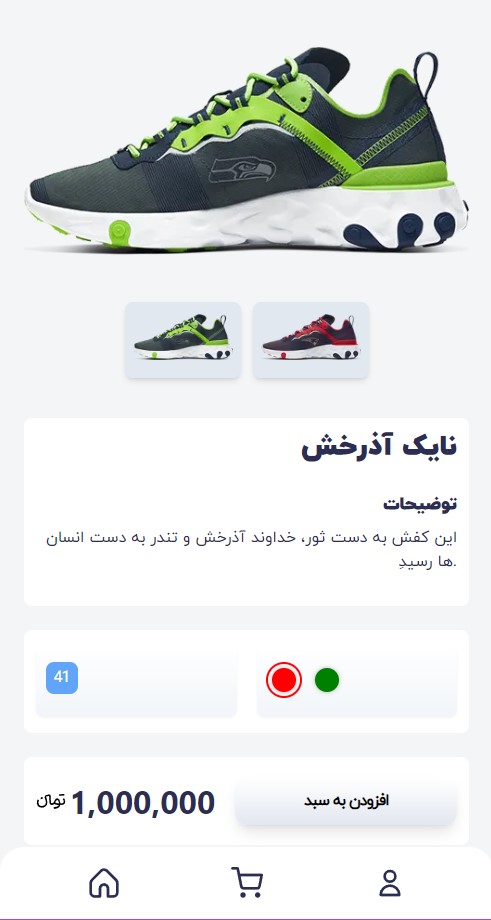 نایک آذرخش
توضیحات
این کفش به دست ثور، خداوند آذرخش و تندر به دست انسان
ها رسیدِ.
41
افزودن به سبد
1,000,000 تومان